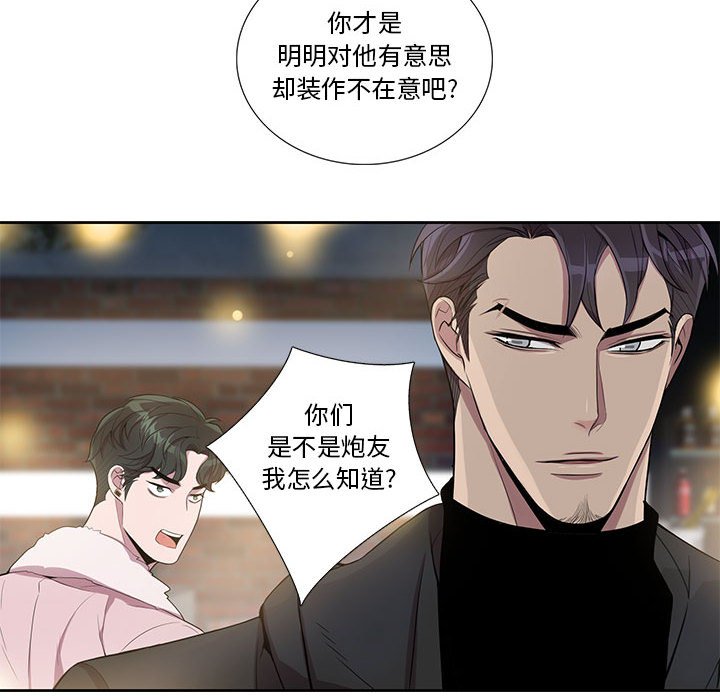 你才是
明明对他有意思
却装作不在意吧?
你们
是不是炮友
我怎么知道?